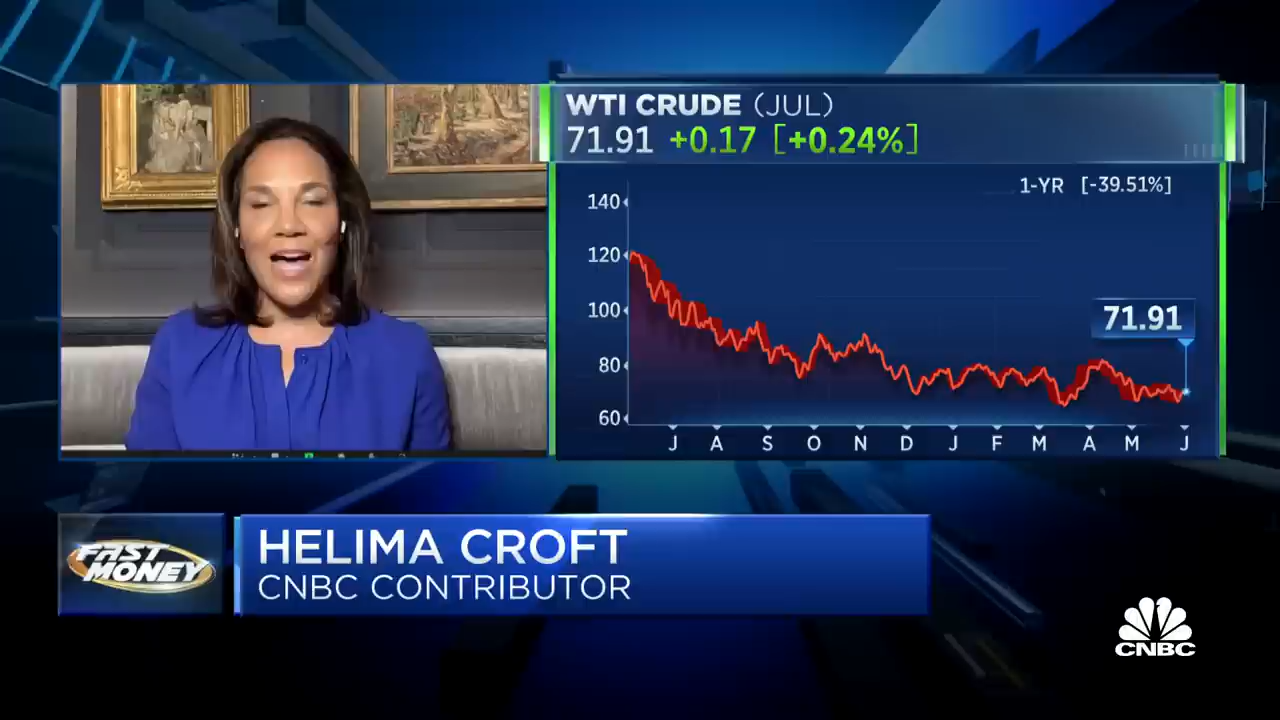 WTI CRUDE (JUL)
71.91 +0.17 [+0.24%]
1-YR [-39.51%]
140
120
100
80
60
71.91
J A S O N D J F M A M J
FAST
MONEY
HELIMA CROFT
CNBC CONTRIBUTOR
CNBC